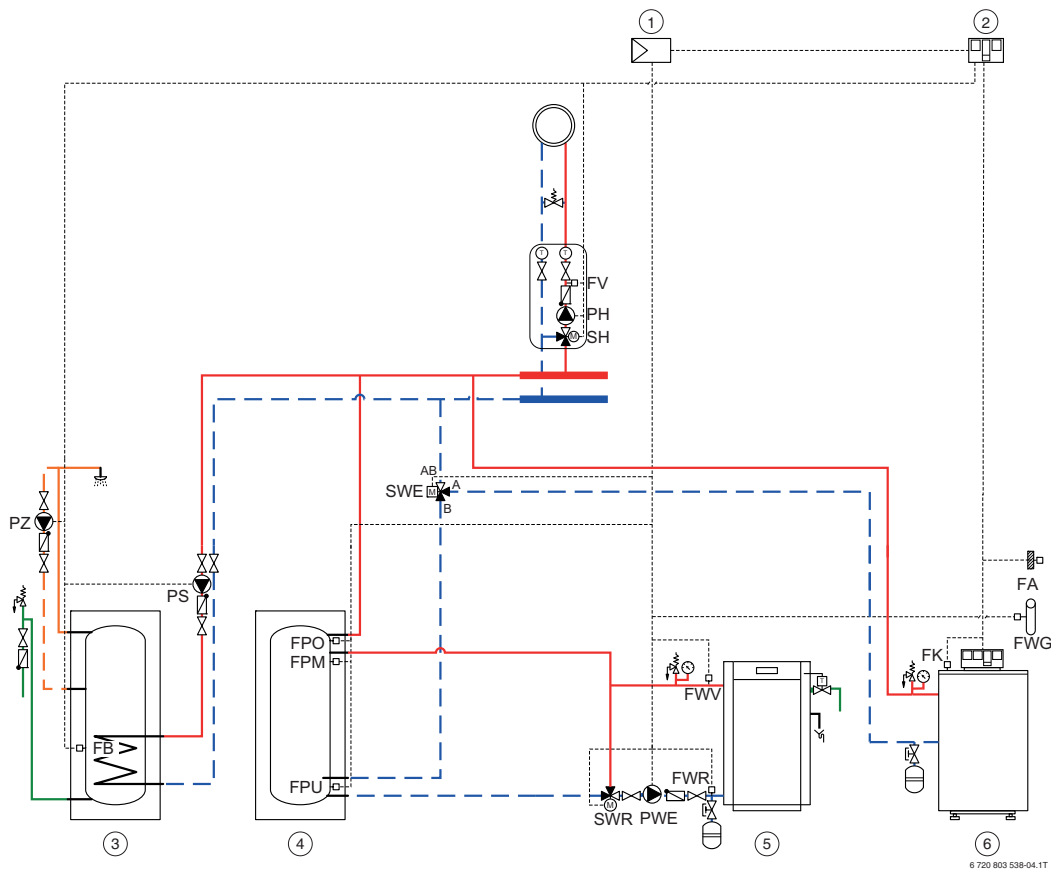 1
2
T T
FV
PH
M SH
AB
SWE M A
B
PZ
PS
FA
FPO
FPM
FWG
FK
FWV
T
FB
FPU
FWR
M
SWR PWE
3
4
5
6
6 720 803 538-04.1T